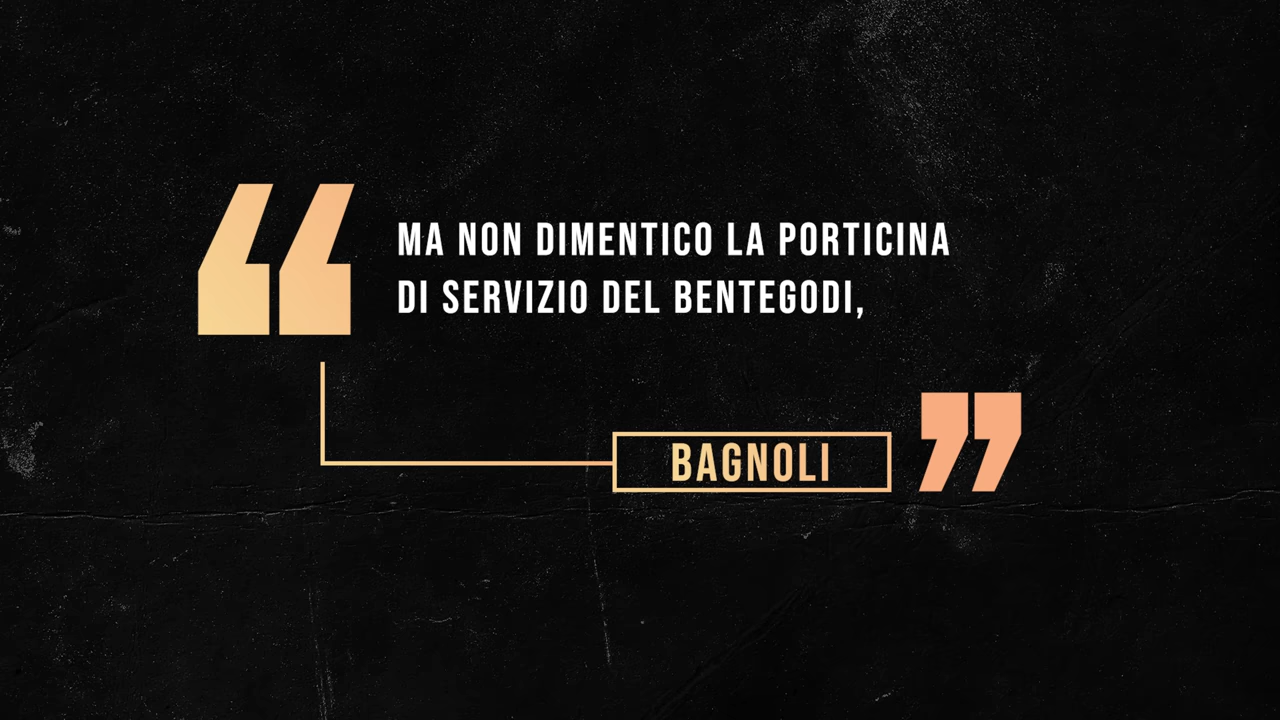 MA NON DIMENTICO LA PORTICINA
DI SERVIZIO DEL BENTEGODI,
BAGNOLI